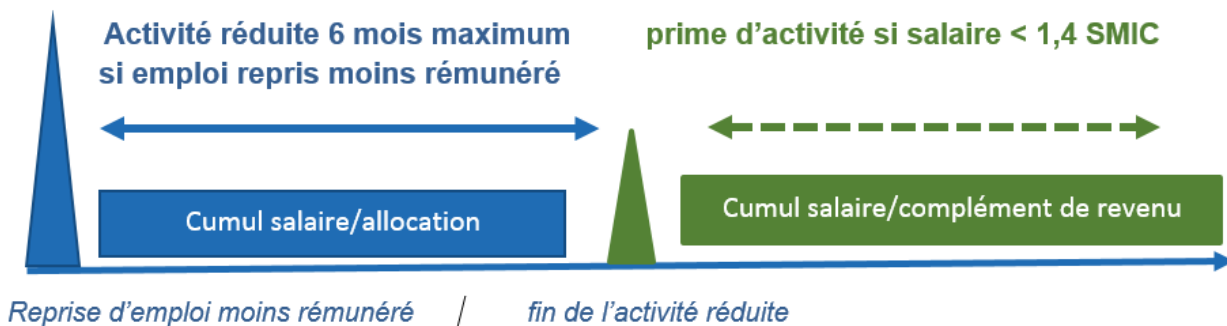 Activité réduite 6 mois maximum
si emploi repris moins rémunéré
prime d’activité si salaire < 1,4 SMIC
Cumul salaire/allocation
Cumul salaire/complément de revenu
Reprise d’emploi moins rémunéré / fin de l’activité réduite